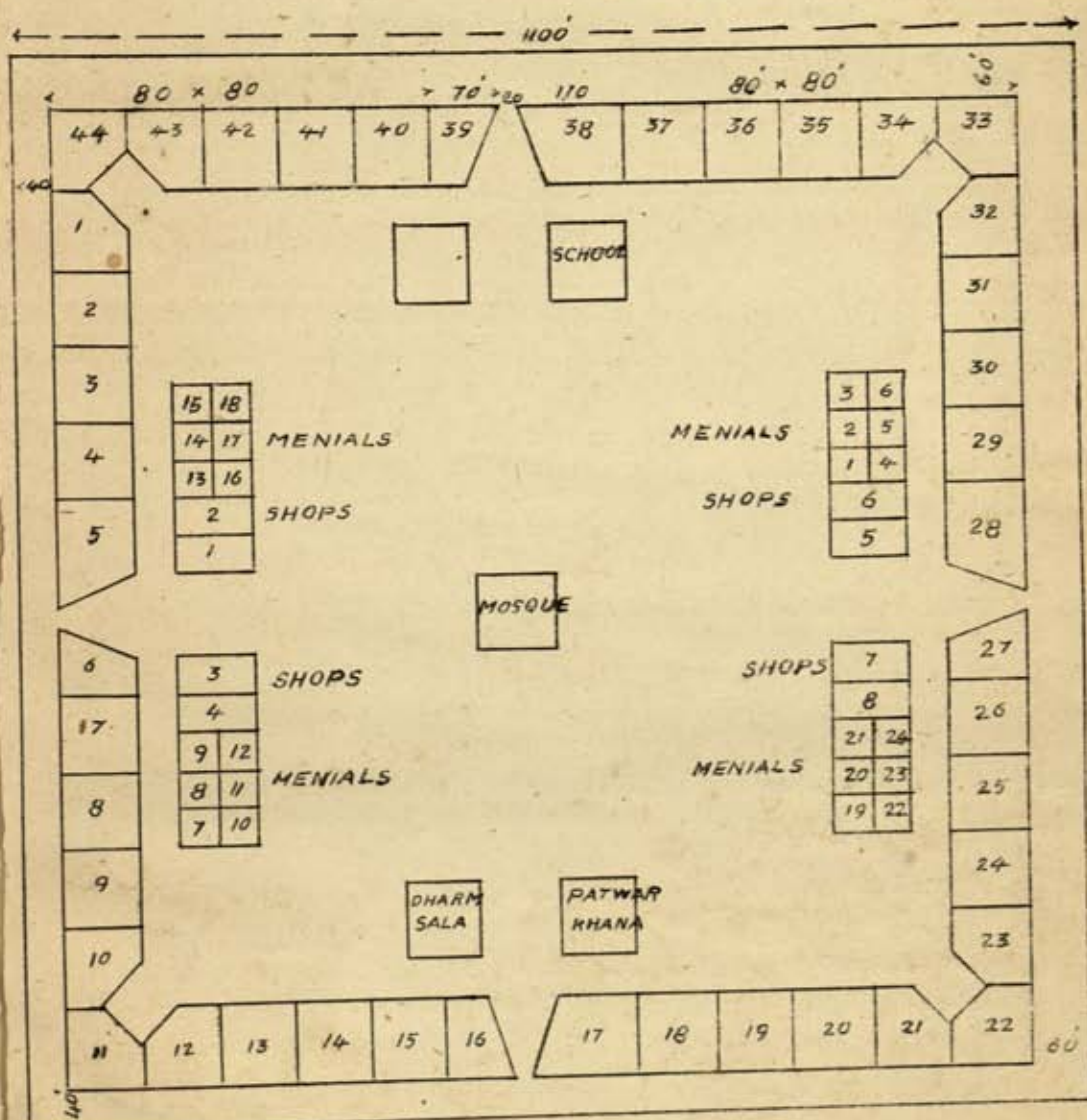 1100'
80 × 80 70' 20 110 80' × 80' 60'
44 43 42 41 40 39 38 37 36 35 34 33
40
1 32
SCHOOL
2 31
3 30
15 18 3 6
14 17 MENIALS MENIALS 2 5
4 29
13 16 1 4
2 SHOPS SHOPS 6
5 28
1 5
MOSQUE
6 27
3 SHOPS SHOPS 7
4 8
17 26
9 12 21 24
8 11 MENIALS MENIALS 20 23
8 25
7 10 19 22
9 24
DHARM PATWAR
SALA KHANA
10 23
11 12 13 14 15 16 17 18 19 20 21 22
60'
40'